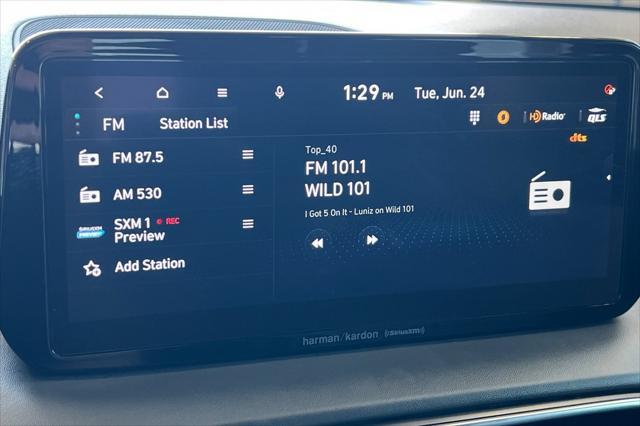 1:29 PM Tue, Jun. 24
FM Station List
HD Radio
QLS
dts
FM 87.5
AM 530
SXM 1 REC
SIRIUSXM PREVIEW
Preview
Add Station
Top_40
FM 101.1
WILD 101
I Got 5 On It - Luniz on Wild 101
harman/kardon SiriusXM